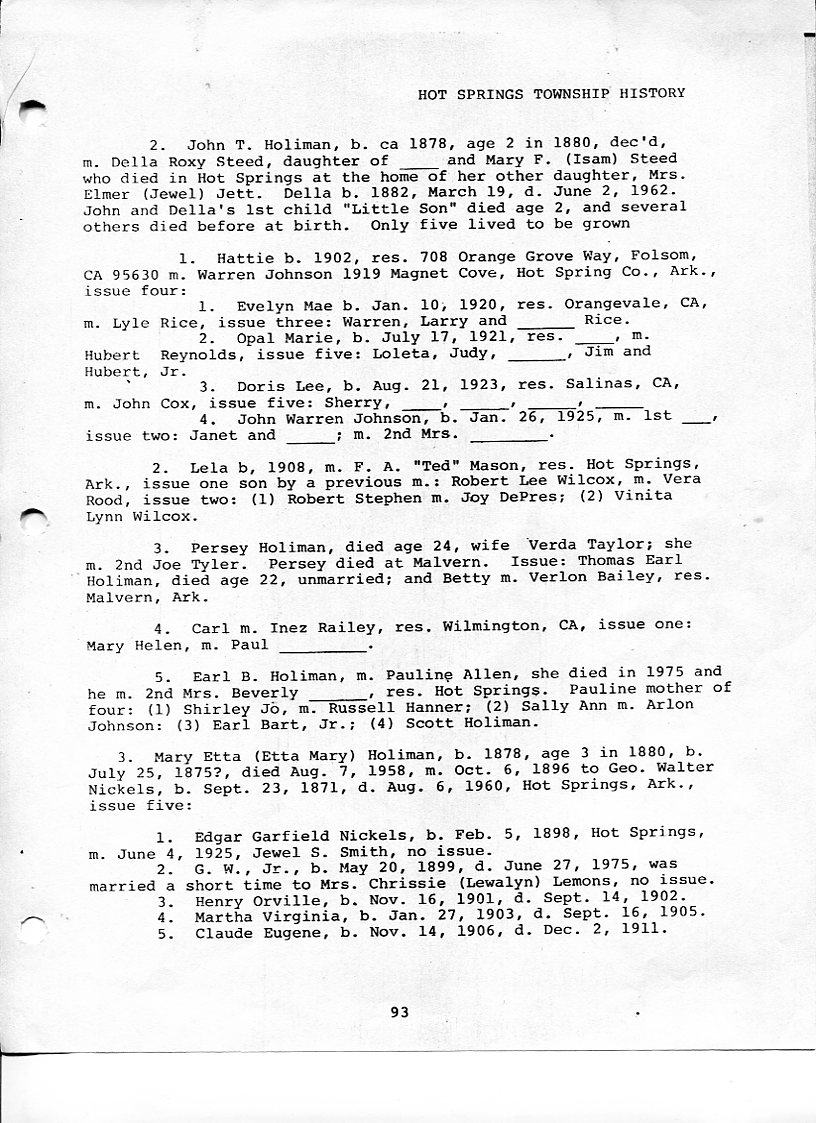 HOT SPRINGS TOWNSHIP HISTORY
2. John T. Holiman, b. ca 1878, age 2 in 1880, dec'd,
m. Della Roxy Steed, daughter of ____ and Mary F. (Isam) Steed
who died in Hot Springs at the home of her other daughter, Mrs.
Elmer (Jewel) Jett. Della b. 1882, March 19, d. June 2, 1962.
John and Della's 1st child "Little Son" died age 2, and several
others died before at birth. Only five lived to be grown
1. Hattie b. 1902, res. 708 Orange Grove Way, Folsom,
CA 95630 m. Warren Johnson 1919 Magnet Cove, Hot Spring Co., Ark.,
issue four:
1. Evelyn Mae b. Jan. 10, 1920, res. Orangevale, CA,
m. Lyle Rice, issue three: Warren, Larry and ______ Rice.
2. Opal Marie, b. July 17, 1921, res. ____, m.
Hubert Reynolds, issue five: Loleta, Judy, ______, Jim and
Hubert, Jr.
3. Doris Lee, b. Aug. 21, 1923, res. Salinas, CA,
m. John Cox, issue five: Sherry, ____, _____, ______, _____
4. John Warren Johnson, b. Jan. 26, 1925, m. 1st ___,
issue two: Janet and _____; m. 2nd Mrs. ________.
2. Lela b, 1908, m. F. A. "Ted" Mason, res. Hot Springs,
Ark., issue one son by a previous m.: Robert Lee Wilcox, m. Vera
Rood, issue two: (1) Robert Stephen m. Joy DePres; (2) Vinita
Lynn Wilcox.
3. Persey Holiman, died age 24, wife Verda Taylor; she
m. 2nd Joe Tyler. Persey died at Malvern. Issue: Thomas Earl
Holiman, died age 22, unmarried; and Betty m. Verlon Bailey, res.
Malvern, Ark.
4. Carl m. Inez Railey, res. Wilmington, CA, issue one:
Mary Helen, m. Paul _________.
5. Earl B. Holiman, m. Pauline Allen, she died in 1975 and
he m. 2nd Mrs. Beverly ______, res. Hot Springs. Pauline mother of
four: (1) Shirley Jo, m. Russell Hanner; (2) Sally Ann m. Arlon
Johnson: (3) Earl Bart, Jr.; (4) Scott Holiman.
3. Mary Etta (Etta Mary) Holiman, b. 1878, age 3 in 1880, b.
July 25, 1875?, died Aug. 7, 1958, m. Oct. 6, 1896 to Geo. Walter
Nickels, b. Sept. 23, 1871, d. Aug. 6, 1960, Hot Springs, Ark.,
issue five:
1. Edgar Garfield Nickels, b. Feb. 5, 1898, Hot Springs,
m. June 4, 1925, Jewel S. Smith, no issue.
2. G. W., Jr., b. May 20, 1899, d. June 27, 1975, was
married a short time to Mrs. Chrissie (Lewalyn) Lemons, no issue.
3. Henry Orville, b. Nov. 16, 1901, d. Sept. 14, 1902.
4. Martha Virginia, b. Jan. 27, 1903, d. Sept. 16, 1905.
5. Claude Eugene, b. Nov. 14, 1906, d. Dec. 2, 1911.
93